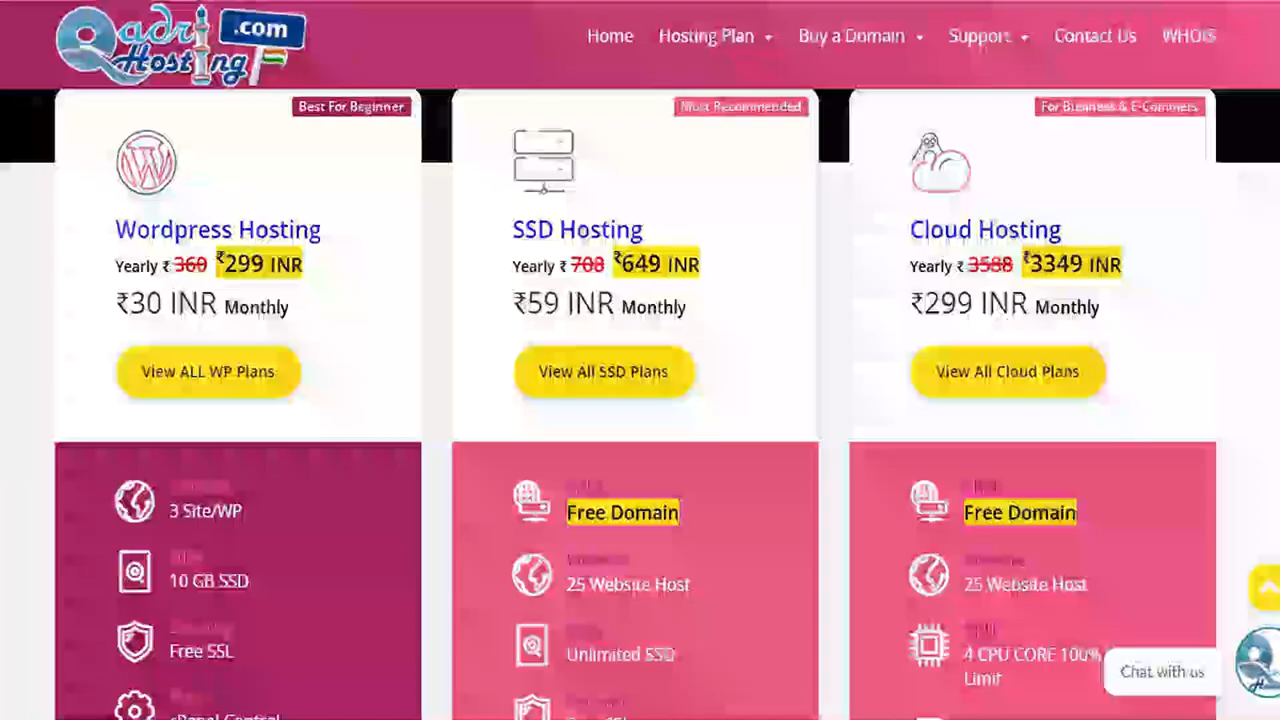 Qadri
.com
Hosting
Home Hosting Plan Buy a Domain Support Contact Us WHOIS
Best For Beginner
Wordpress Hosting
Yearly ₹ 360 ₹299 INR
₹30 INR Monthly
View ALL WP Plans
3 Site/WP
10 GB SSD
Free SSL
cPanel Control
Most Recommended
SSD Hosting
Yearly ₹ 708 ₹649 INR
₹59 INR Monthly
View All SSD Plans
Free Domain
25 Website Host
Unlimited SSD
For Business & E-Commers
Cloud Hosting
Yearly ₹ 3588 ₹3349 INR
₹299 INR Monthly
View All Cloud Plans
Free Domain
25 Website Host
4 CPU CORE 100%
Limit
Chat with us